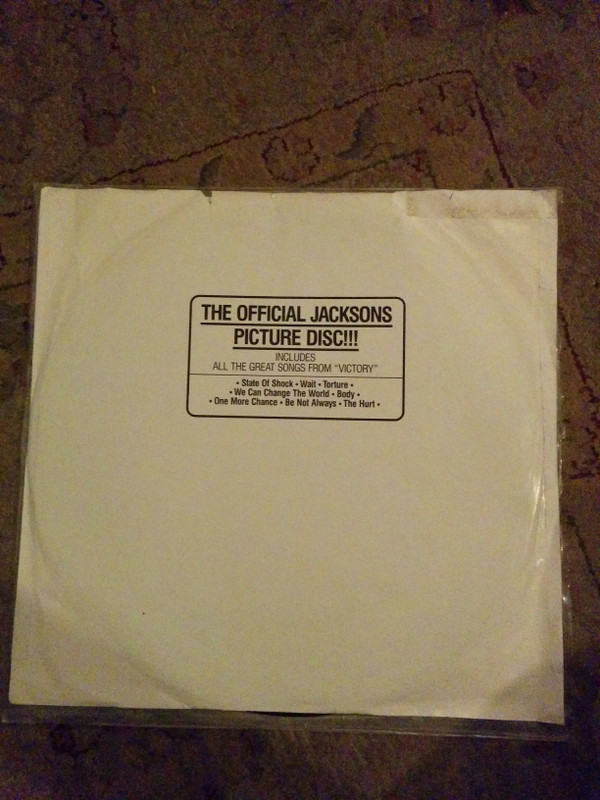 THE OFFICIAL JACKSONS
PICTURE DISC!!!
INCLUDES
ALL THE GREAT SONGS FROM "VICTORY"
• State Of Shock • Wait • Torture •
• We Can Change The World • Body •
• One More Chance • Be Not Always • The Hurt •